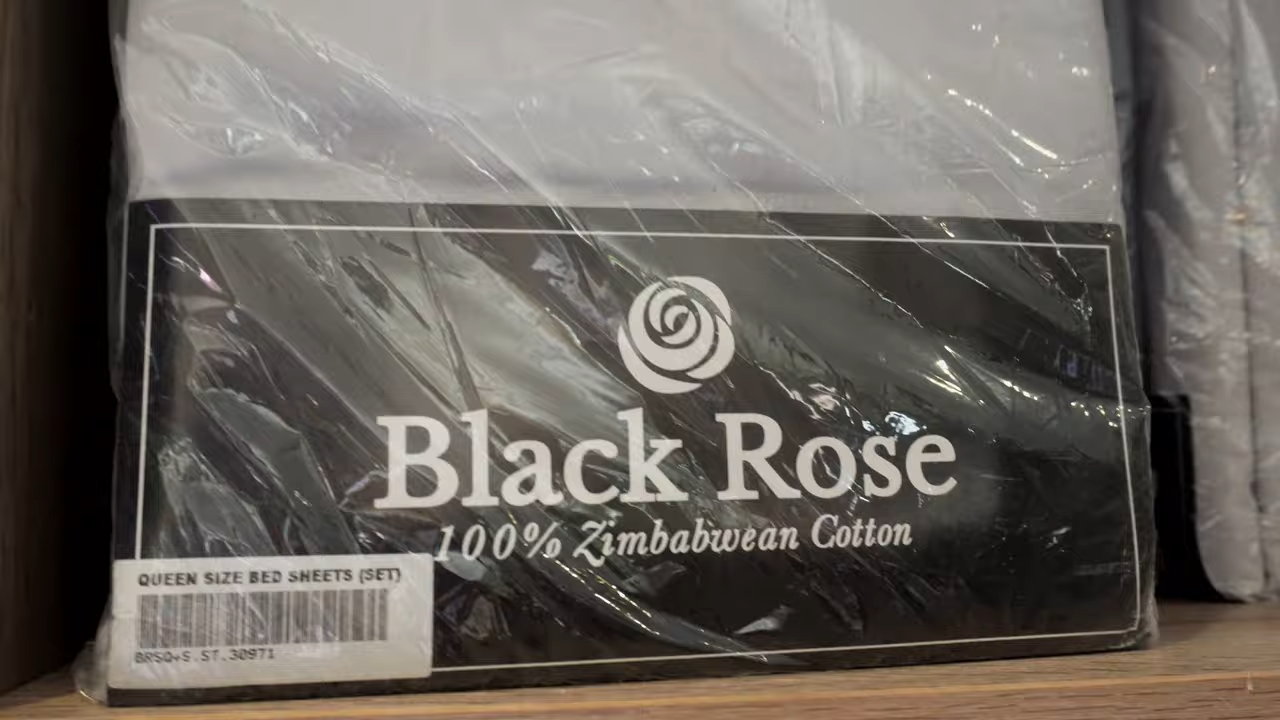 Black Rose
100% Zimbabwean Cotton
QUEEN SIZE BED SHEETS (SET)
BRSQ+S.ST.30971